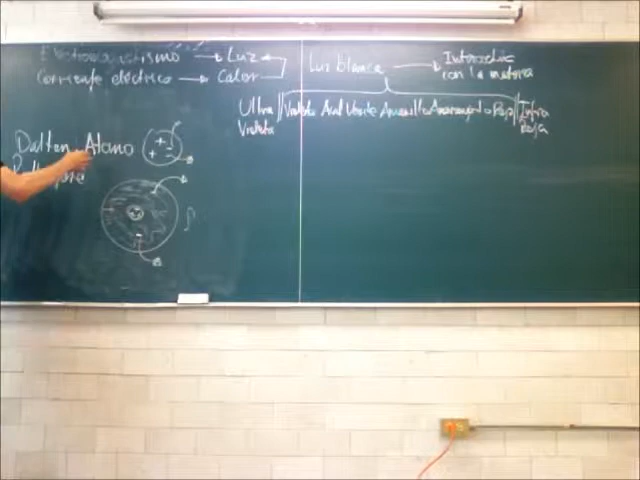 Electromagnetismo → Luz
Corriente eléctrica → Calor
Luz blanca → Interacción
con la materia
Ultra || Violeta Azul Verde Amarillo Anaranjado Rojo || Infra
Violeta
Roja
Dalton: Atomo
+ -
+
-